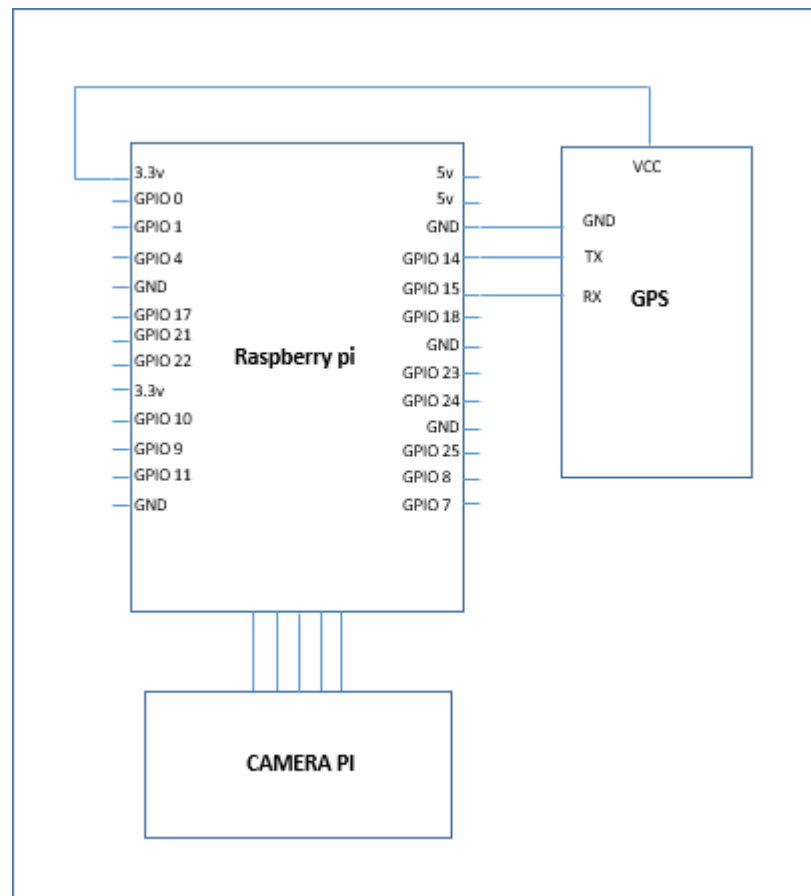 3.3v
GPIO 0
GPIO 1
GPIO 4
GND
GPIO 17
GPIO 21
GPIO 22
3.3v
GPIO 10
GPIO 9
GPIO 11
GND
Raspberry pi
5v
5v
GND
GPIO 14
GPIO 15
GPIO 18
GND
GPIO 23
GPIO 24
GND
GPIO 25
GPIO 8
GPIO 7
VCC
GND
TX
RX
GPS
CAMERA PI